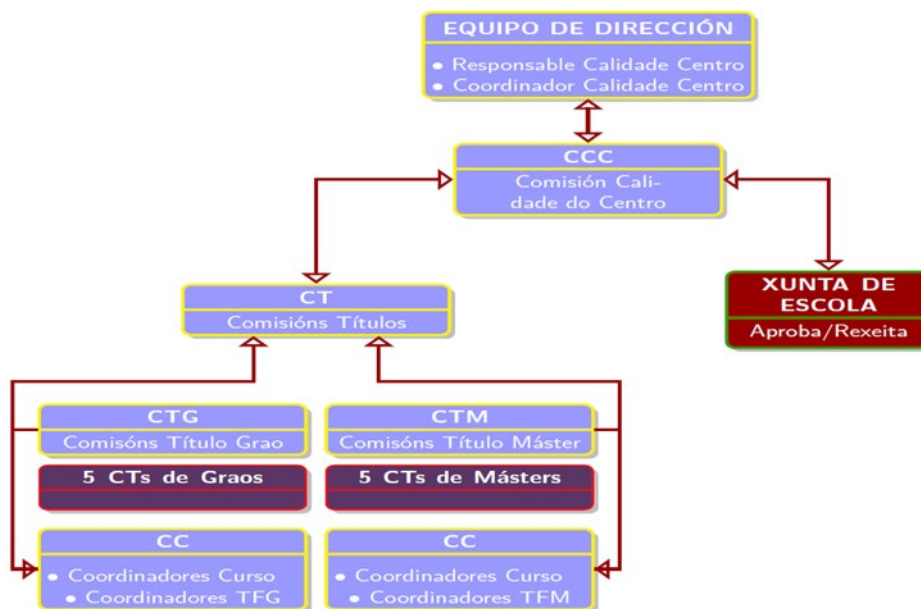 EQUIPO DE DIRECCIÓN
• Responsable Calidade Centro
• Coordinador Calidade Centro
CCC
Comisión Cali-
dade do Centro
CT
Comisións Títulos
XUNTA DE
ESCOLA
Aproba/Rexeita
CTG
Comisóns Título Grao
5 CTs de Graos
CTM
Comisóns Título Máster
5 CTs de Másters
CC
• Coordinadores Curso
• Coordinadores TFG
CC
• Coordinadores Curso
• Coordinadores TFM